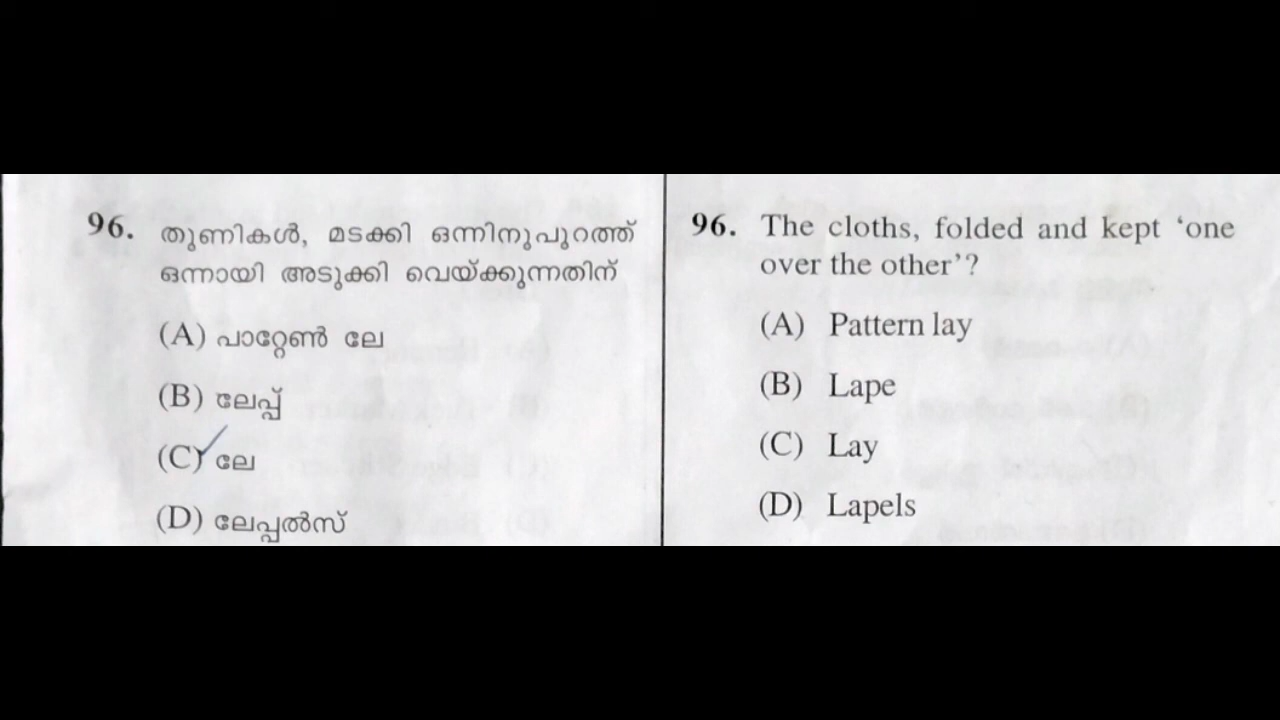 96. തുണികൾ, മടക്കി ഒന്നിനുപുറത്ത്
ഒന്നായി അടുക്കി വെയ്ക്കുന്നതിന്
(A) പാറ്റേൺ ലേ
(B) ലേപ്പ്
(C) ലേ
(D) ലേപ്പൽസ്
96. The cloths, folded and kept ‘one
over the other’?
(A) Pattern lay
(B) Lape
(C) Lay
(D) Lapels